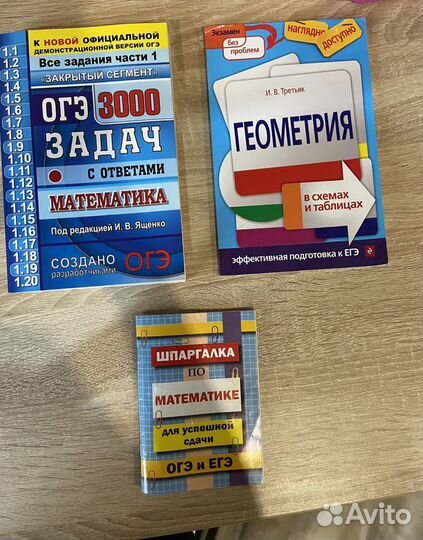 К НОВОЙ ОФИЦИАЛЬНОЙ
ДЕМОНСТРАЦИОННОЙ ВЕРСИИ ОГЭ
Все задания части 1
«ЗАКРЫТЫЙ СЕГМЕНТ»
ОГЭ 3000
ЗАДАЧ
С ОТВЕТАМИ
МАТЕМАТИКА
Под редакцией И. В. Ященко
СОЗДАНО
разработчиками
ОГЭ
1.1
1.2
1.3
1.4
1.5
1.6
1.7
1.8
1.9
1.10
1.11
1.12
1.13
1.14
1.15
1.16
1.17
1.18
1.19
1.20
Экзамен
без
проблем
НАГЛЯДНО
ДОСТУПНО
И. В. Третьяк
ГЕОМЕТРИЯ
в схемах и
таблицах
эффективная подготовка к ЕГЭ
ШПАРГАЛКА
ПО
МАТЕМАТИКЕ
для успешной
сдачи
ОГЭ и ЕГЭ
Avito